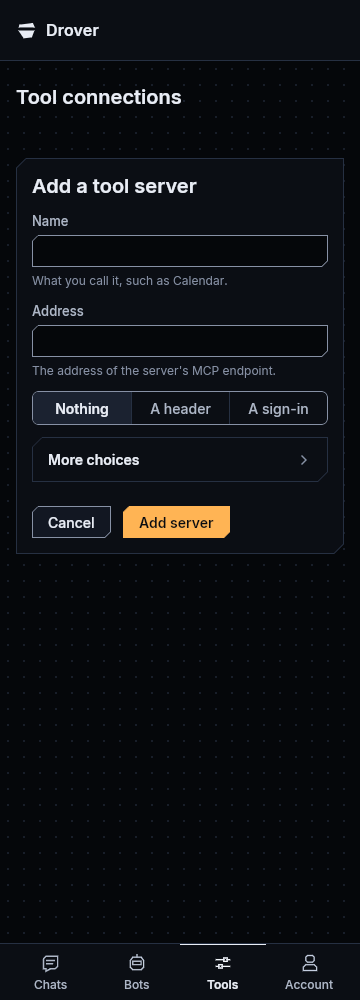 Drover
Tool connections
Add a tool server
Name
What you call it, such as Calendar.
Address
The address of the server's MCP endpoint.
Nothing
A header
A sign-in
More choices
Cancel
Add server
Chats
Bots
Tools
Account